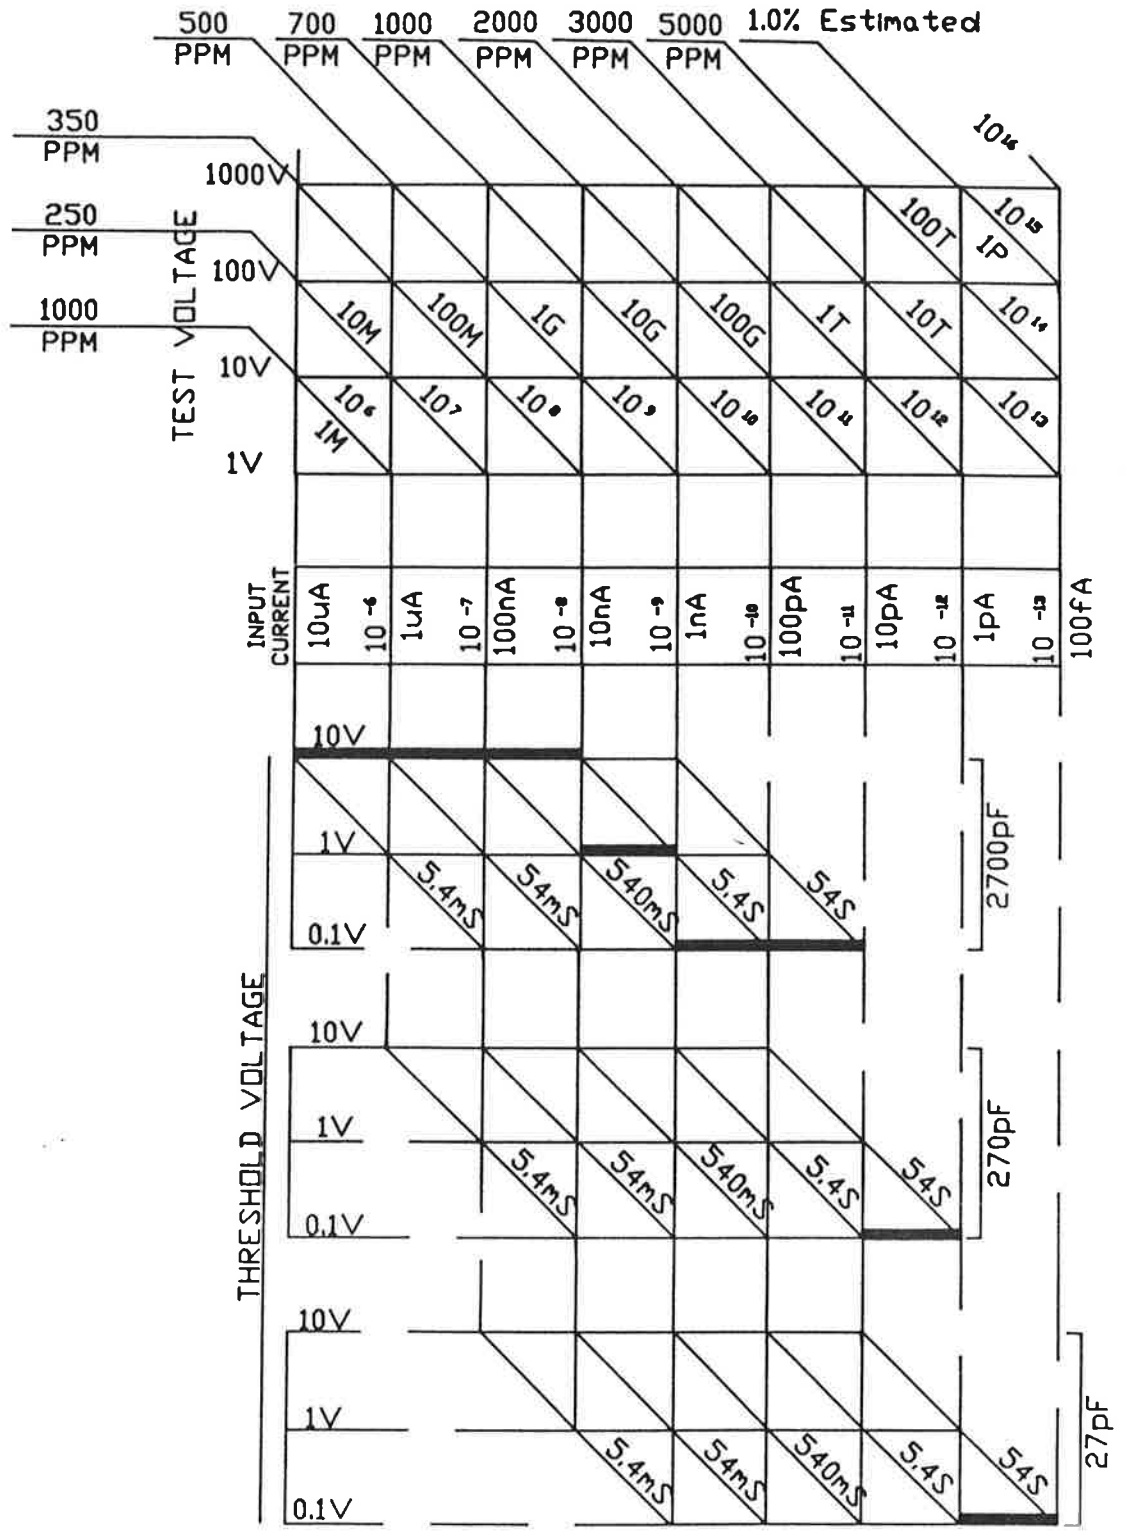 500
PPM
700
PPM
1000
PPM
2000
PPM
3000
PPM
5000
PPM
1.0% Estimated
350
PPM
250
PPM
1000
PPM
TEST VOLTAGE
1000V
100V
10V
1V
10¹⁶
100T
10¹⁵
1P
10M
100M
1G
10G
100G
1T
10T
10¹⁴
10⁶
1M
10⁷
10⁸
10⁹
10¹⁰
10¹¹
10¹²
10¹³
INPUT
CURRENT
10uA
10⁻⁶
1uA
10⁻⁷
100nA
10⁻⁸
10nA
10⁻⁹
1nA
10⁻¹⁰
100pA
10⁻¹¹
10pA
10⁻¹²
1pA
10⁻¹³
100fA
THRESHOLD VOLTAGE
10V
1V
0.1V
5.4mS
54mS
540mS
5.4S
54S
2700pF
10V
1V
0.1V
5.4mS
54mS
540mS
5.4S
54S
270pF
10V
1V
0.1V
5.4mS
54mS
540mS
5.4S
54S
27pF